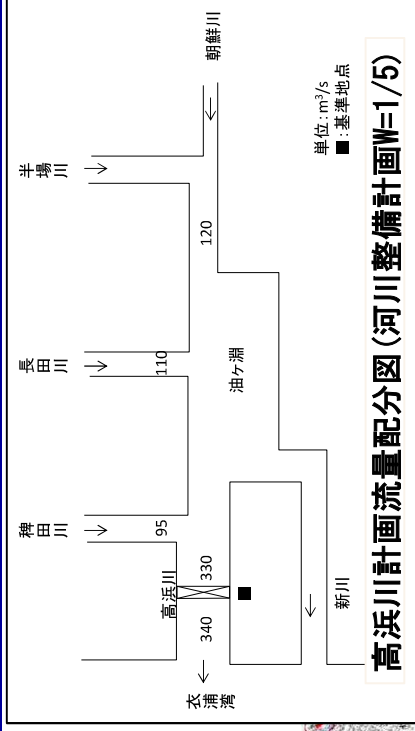 半場川
朝鮮川
長田川
稗田川
120
110
95
油ヶ淵
高浜川
330
340
衣浦湾
新川
単位：m³/s
■：基準地点
高浜川計画流量配分図(河川整備計画W=1/5)